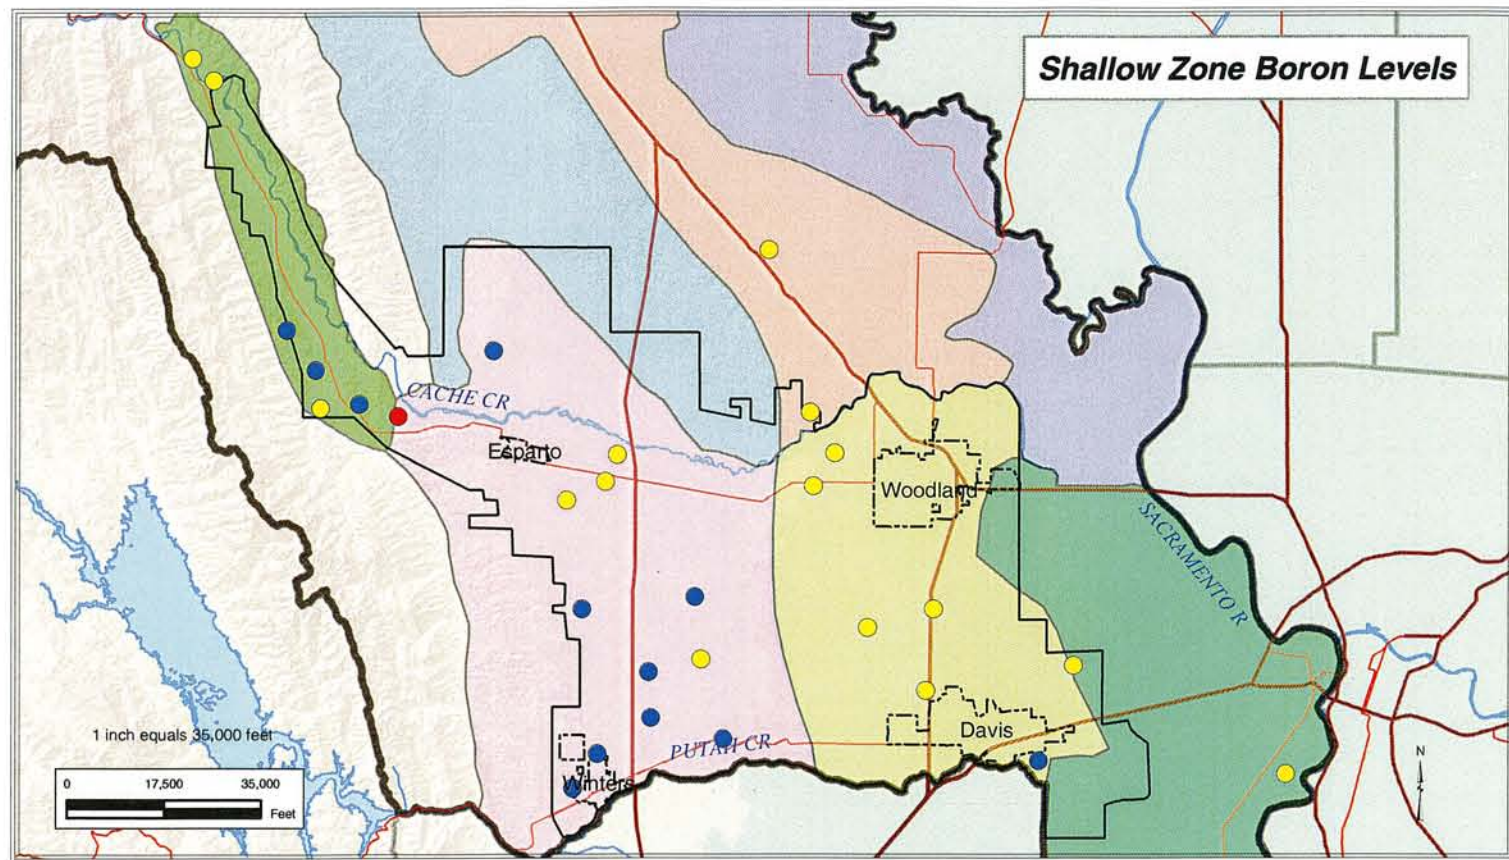 Shallow Zone Boron Levels
CACHE CR
Esparto
Woodland
SACRAMENTO R
Davis
PUTAH CR
Winters
1 inch equals 35,000 feet
0 17,500 35,000
Feet
N